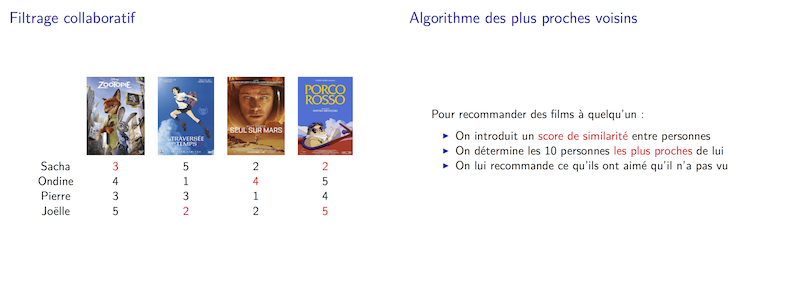 Filtrage collaboratif
ZOOTOPIE
TRAVERSÉE
TEMPS
SEUL SUR MARS
PORCO
ROSSO
Sacha 3 5 2 2
Ondine 4 1 4 5
Pierre 3 3 1 4
Joëlle 5 2 2 5
Algorithme des plus proches voisins
Pour recommander des films à quelqu'un :
▶ On introduit un score de similarité entre personnes
▶ On détermine les 10 personnes les plus proches de lui
▶ On lui recommande ce qu'ils ont aimé qu'il n'a pas vu